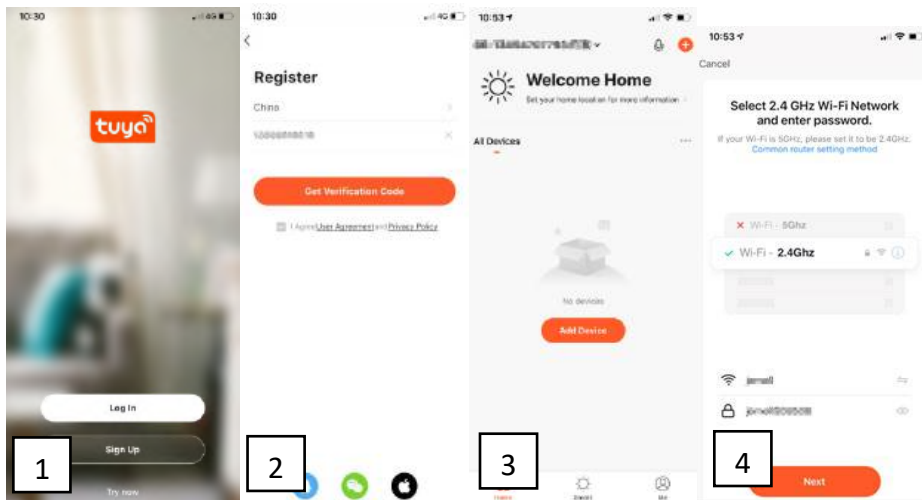 10:30
4G
tuya
Log In
Sign Up
Try now
1
10:30
4G
Register
China
Get Verification Code
I Agree User Agreement and Privacy Policy
2
10:53
Welcome Home
Set your home location for more information
All Devices
No devices
Add Device
3
10:53
Cancel
Select 2.4 GHz Wi-Fi Network
and enter password.
If your Wi-Fi is 5GHz, please set it to be 2.4GHz.
Common router setting method
Wi-Fi - 5Ghz
Wi-Fi - 2.4Ghz
4
Next